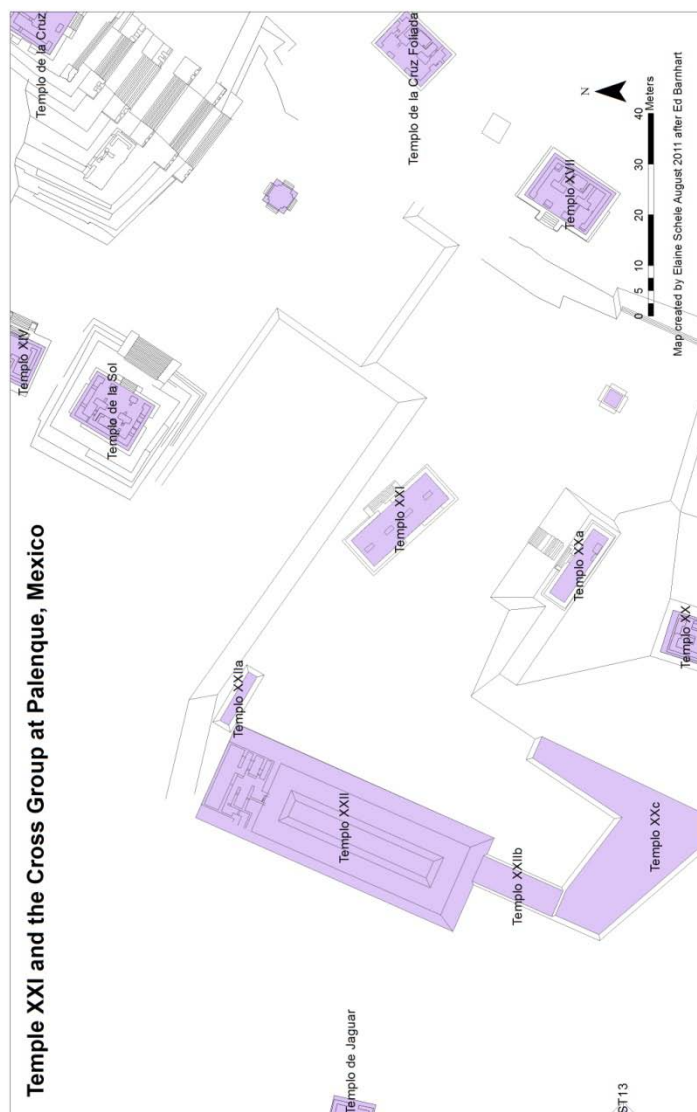 Temple XXI and the Cross Group at Palenque, Mexico
Templo de la Cruz
Templo XIV
Templo de la Sol
Templo de la Cruz Foliada
Templo XVII
Templo XXI
Templo XXIIa
Templo XXII
Templo XXa
Templo XX
Templo XXIIb
Templo XXc
Templo de Jaguar
ST13
N
0 5 10 20 30 40
Meters
Map created by Elaine Schele August 2011 after Ed Barnhart